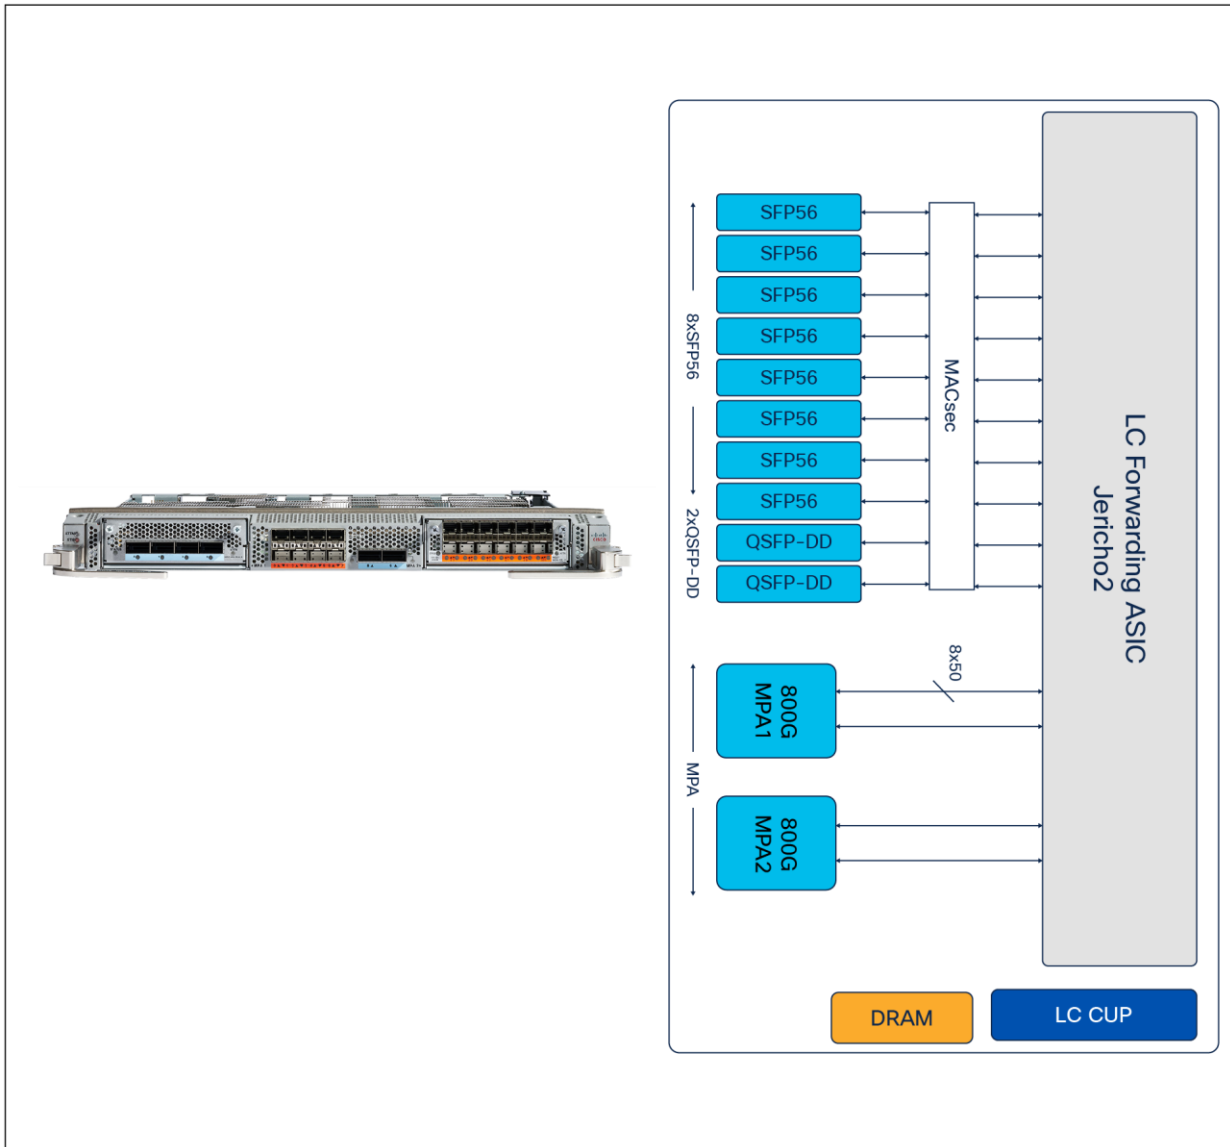 SFP56
SFP56
SFP56
SFP56
SFP56
SFP56
SFP56
SFP56
QSFP-DD
QSFP-DD
8xSFP56
2xQSFP-DD
MACsec
LC Forwarding ASIC
Jericho2
8x50
800G
MPA1
MPA
800G
MPA2
DRAM
LC CUP